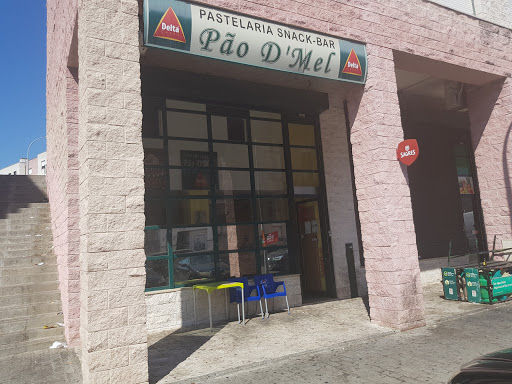 PASTELARIA SNACK-BAR
Delta
Pão D'Mel
Delta
SAGRES